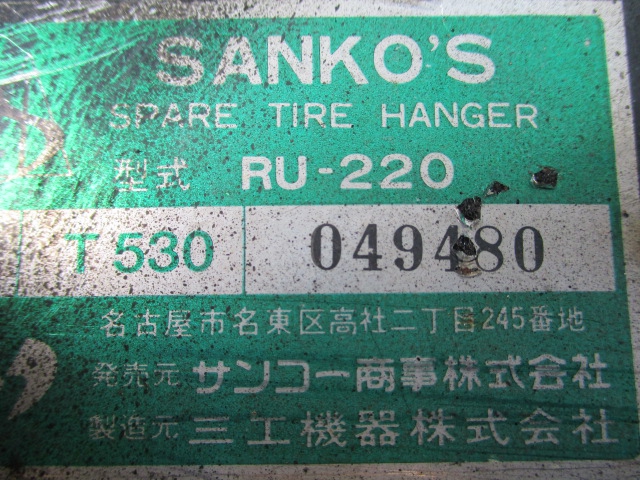 SANKO'S
SPARE TIRE HANGER
型式 RU-220
T530 049480
名古屋市名東区高社二丁目245番地
発売元 サンコー商事株式会社
製造元 三工機器株式会社